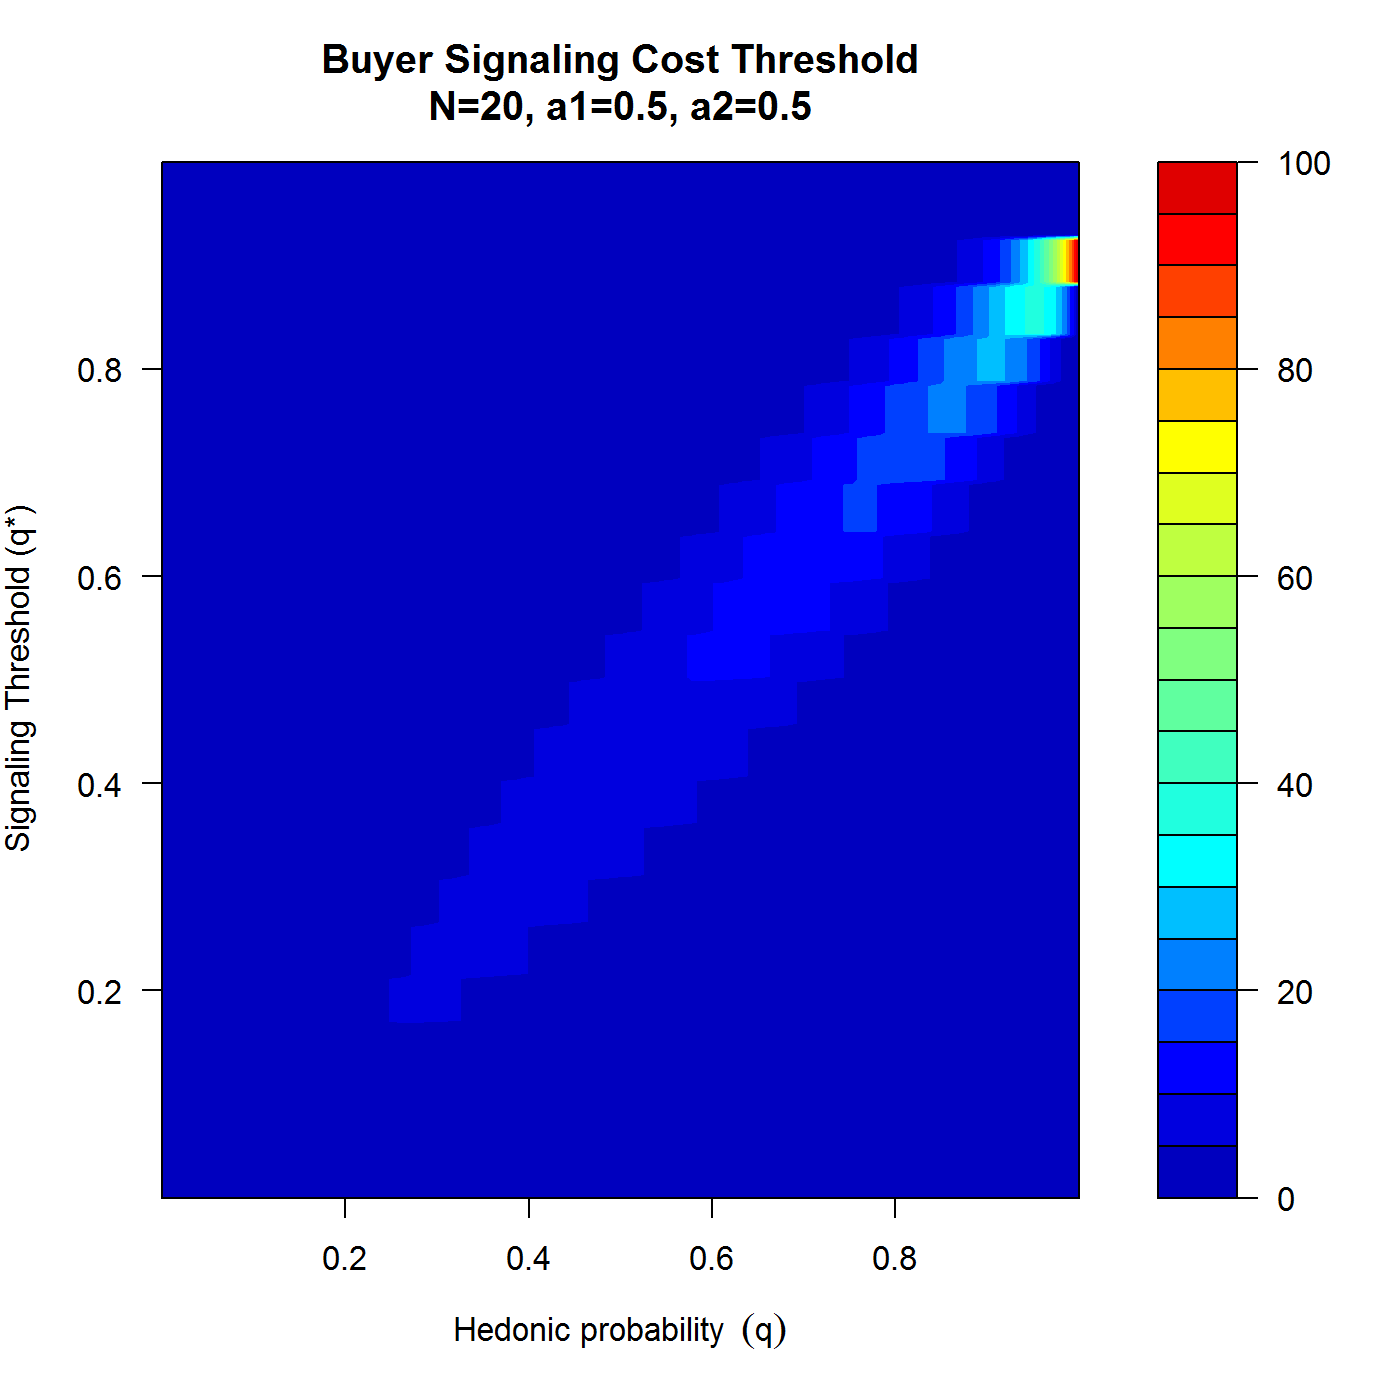 Buyer Signaling Cost Threshold
N=20, a1=0.5, a2=0.5
Signaling Threshold (q*)
0.8
0.6
0.4
0.2
0.2 0.4 0.6 0.8
Hedonic probability (q)
100
80
60
40
20
0